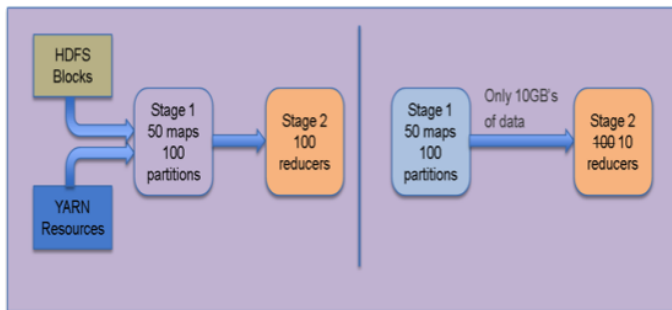 HDFS
Blocks
YARN
Resources
Stage 1
50 maps
100
partitions
Stage 2
100
reducers
Stage 1
50 maps
100
partitions
Only 10GB's
of data
Stage 2
100 10
reducers